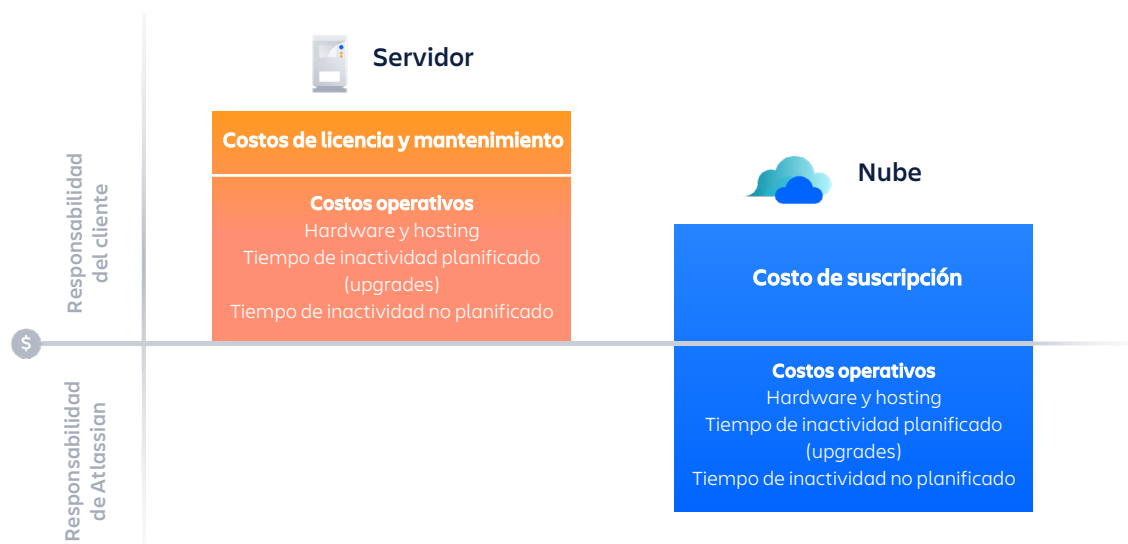 Servidor
Costos de licencia y mantenimiento
Costos operativos
Hardware y hosting
Tiempo de inactividad planificado
(upgrades)
Tiempo de inactividad no planificado
Nube
Costo de suscripción
Costos operativos
Hardware y hosting
Tiempo de inactividad planificado
(upgrades)
Tiempo de inactividad no planificado
Responsabilidad
del cliente
$
Responsabilidad
de Atlassian